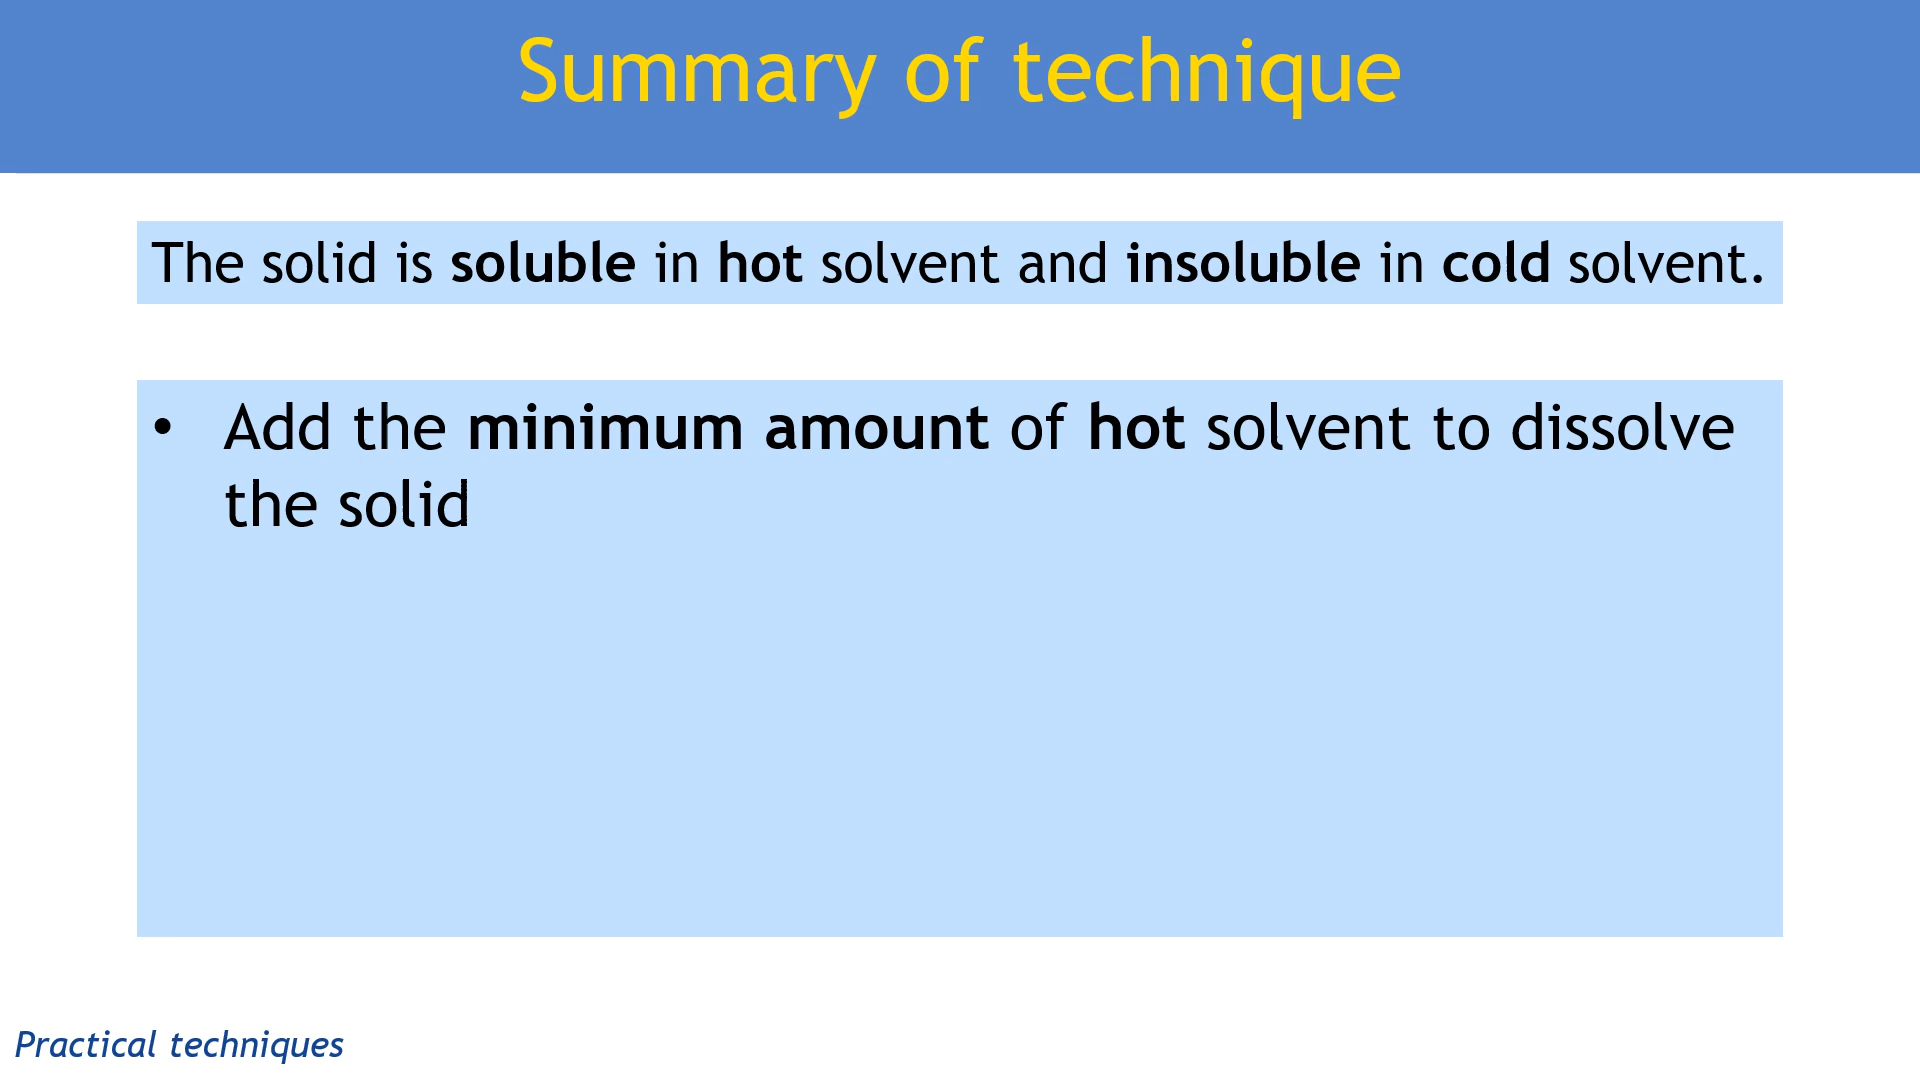 Summary of technique
The solid is soluble in hot solvent and insoluble in cold solvent.
• Add the minimum amount of hot solvent to dissolve
the solid
Practical techniques